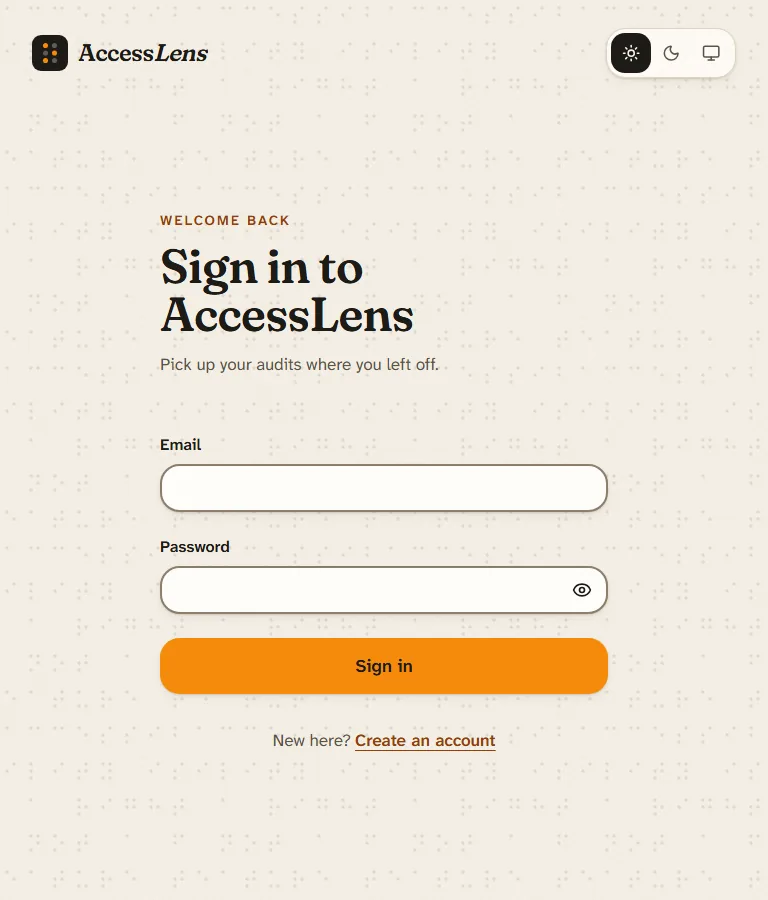 AccessLens
WELCOME BACK
Sign in to
AccessLens
Pick up your audits where you left off.
Email
Password
Sign in
New here? Create an account